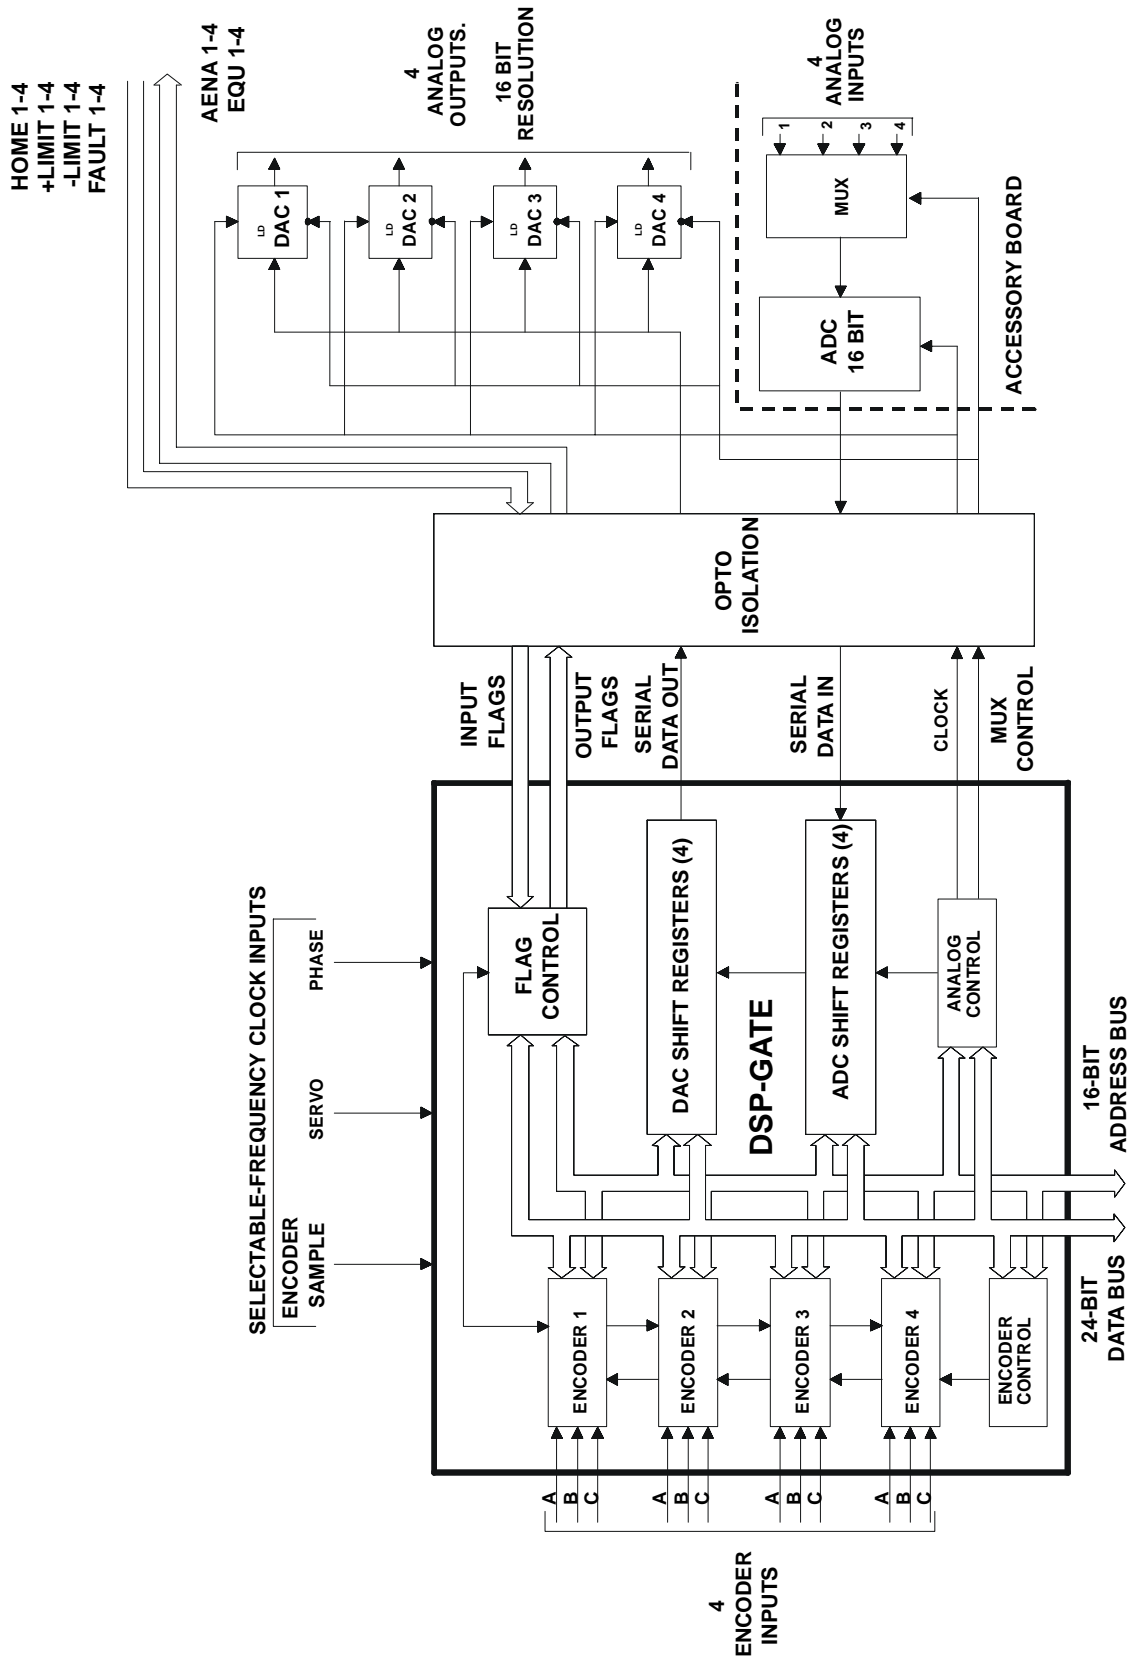 HOME 1-4
+LIMIT 1-4
-LIMIT 1-4
FAULT 1-4
AENA 1-4
EQU 1-4
4
ANALOG
OUTPUTS.
16 BIT
RESOLUTION
LD
DAC 1
LD
DAC 2
LD
DAC 3
LD
DAC 4
4
ANALOG
INPUTS
1
2
3
4
MUX
ADC
16 BIT
ACCESSORY BOARD
OPTO
ISOLATION
INPUT
FLAGS
OUTPUT
FLAGS
SERIAL
DATA OUT
SERIAL
DATA IN
CLOCK
MUX
CONTROL
SELECTABLE-FREQUENCY CLOCK INPUTS
ENCODER
SAMPLE
SERVO
PHASE
FLAG
CONTROL
DAC SHIFT REGISTERS (4)
DSP-GATE
ADC SHIFT REGISTERS (4)
ANALOG
CONTROL
ENCODER 1
ENCODER 2
ENCODER 3
ENCODER 4
ENCODER
CONTROL
16-BIT
ADDRESS BUS
24-BIT
DATA BUS
A
B
C
A
B
C
A
B
C
A
B
C
4
ENCODER
INPUTS